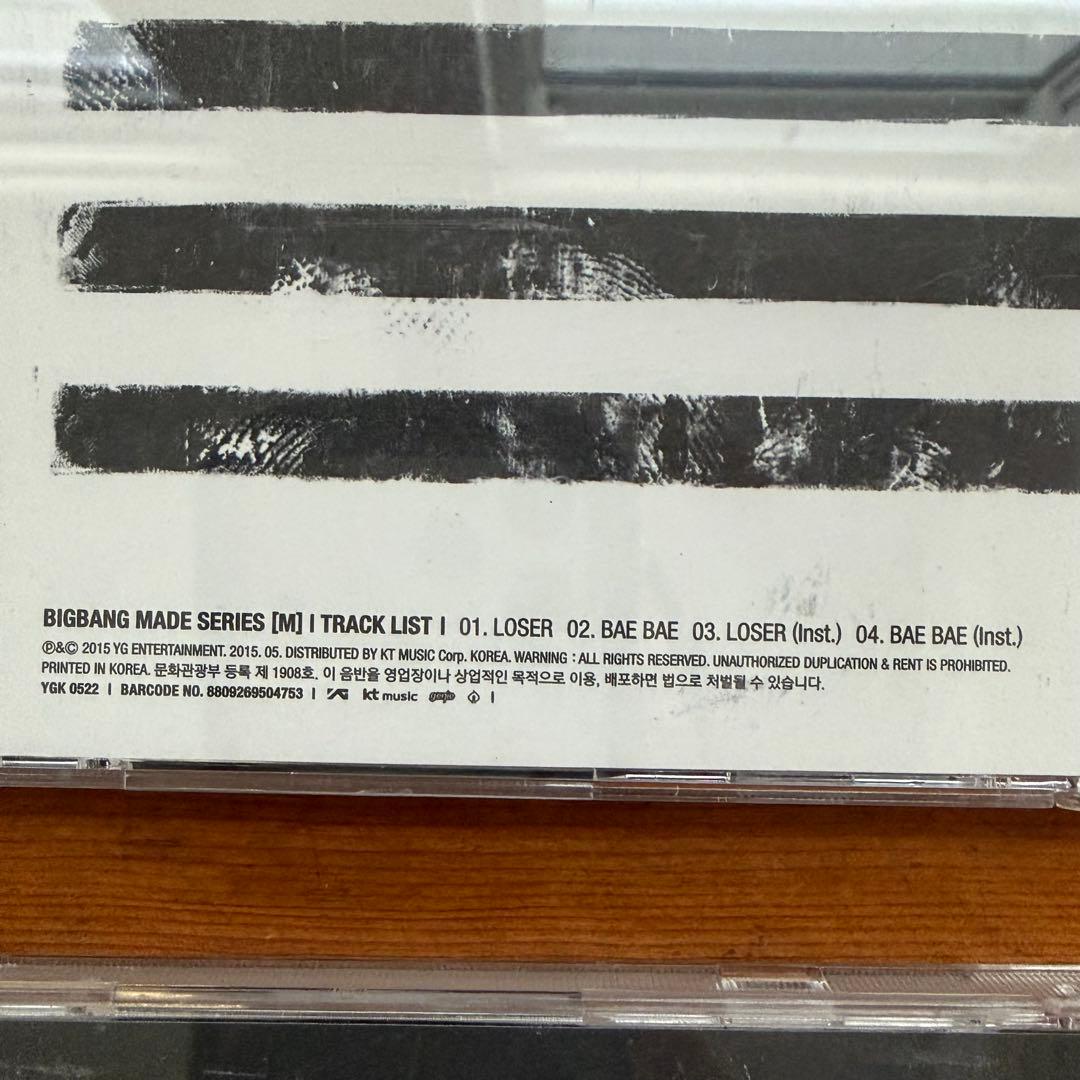 BIGBANG MADE SERIES [M] | TRACK LIST | 01. LOSER 02. BAE BAE 03. LOSER (Inst.) 04. BAE BAE (Inst.)
℗&© 2015 YG ENTERTAINMENT. 2015. 05. DISTRIBUTED BY KT MUSIC Corp. KOREA. WARNING : ALL RIGHTS RESERVED. UNAUTHORIZED DUPLICATION & RENT IS PROHIBITED.
PRINTED IN KOREA. 문화관광부 등록 제 1908호. 이 음반을 영업장이나 상업적인 목적으로 이용, 배포하면 법으로 처벌될 수 있습니다.
YGK 0522 | BARCODE NO. 8809269504753 | YG kt music genie |